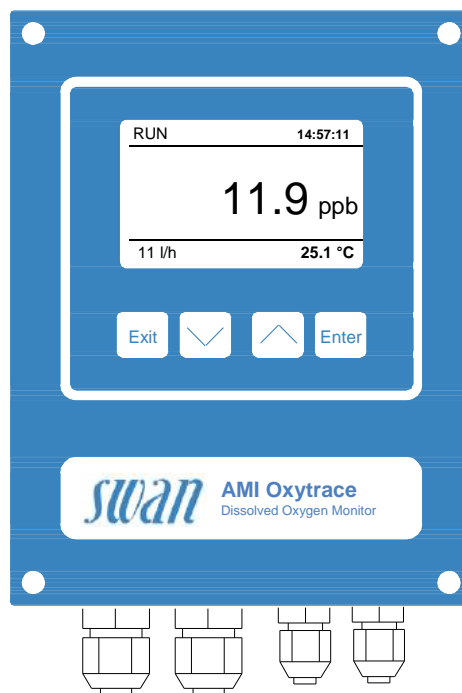 RUN 14:57:11
11.9 ppb
11 l/h 25.1 °C
Exit Enter
swan AMI Oxytrace
Dissolved Oxygen Monitor